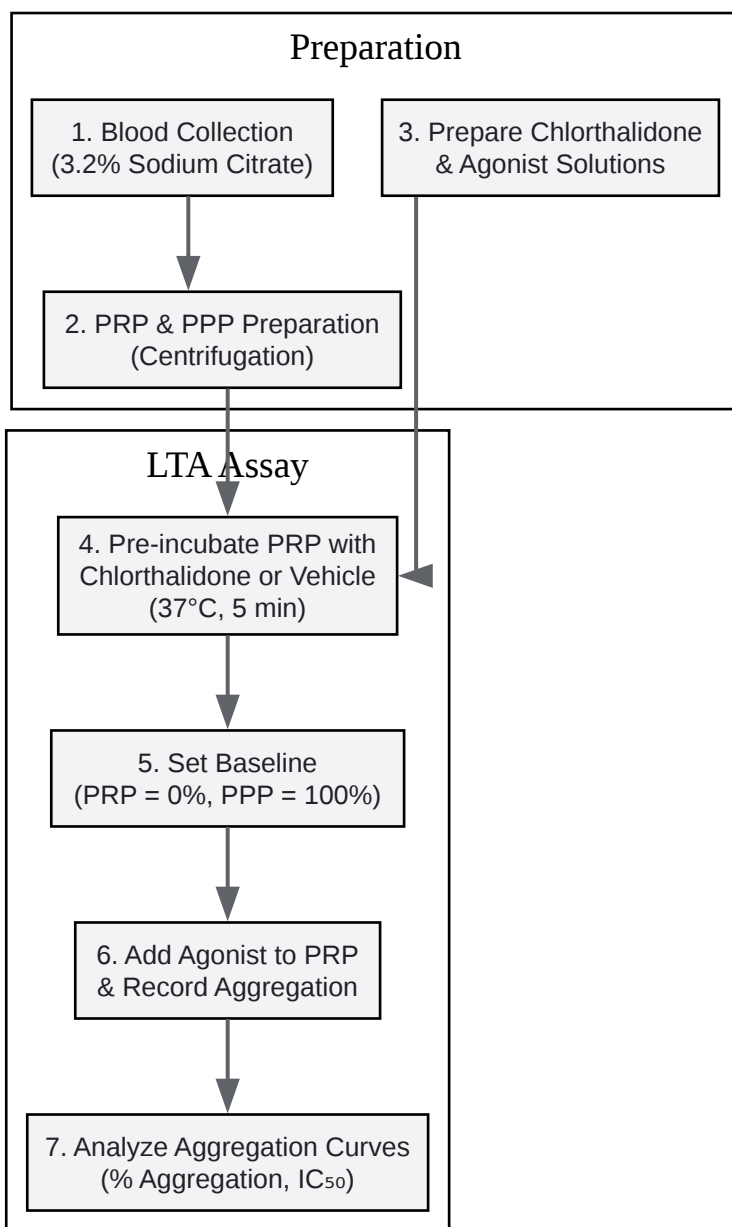 Preparation
1. Blood Collection
(3.2% Sodium Citrate)
3. Prepare Chlorthalidone
& Agonist Solutions
2. PRP & PPP Preparation
(Centrifugation)
LTA Assay
4. Pre-incubate PRP with
Chlorthalidone or Vehicle
(37°C, 5 min)
5. Set Baseline
(PRP = 0%, PPP = 100%)
6. Add Agonist to PRP
& Record Aggregation
7. Analyze Aggregation Curves
(% Aggregation, IC₅₀)